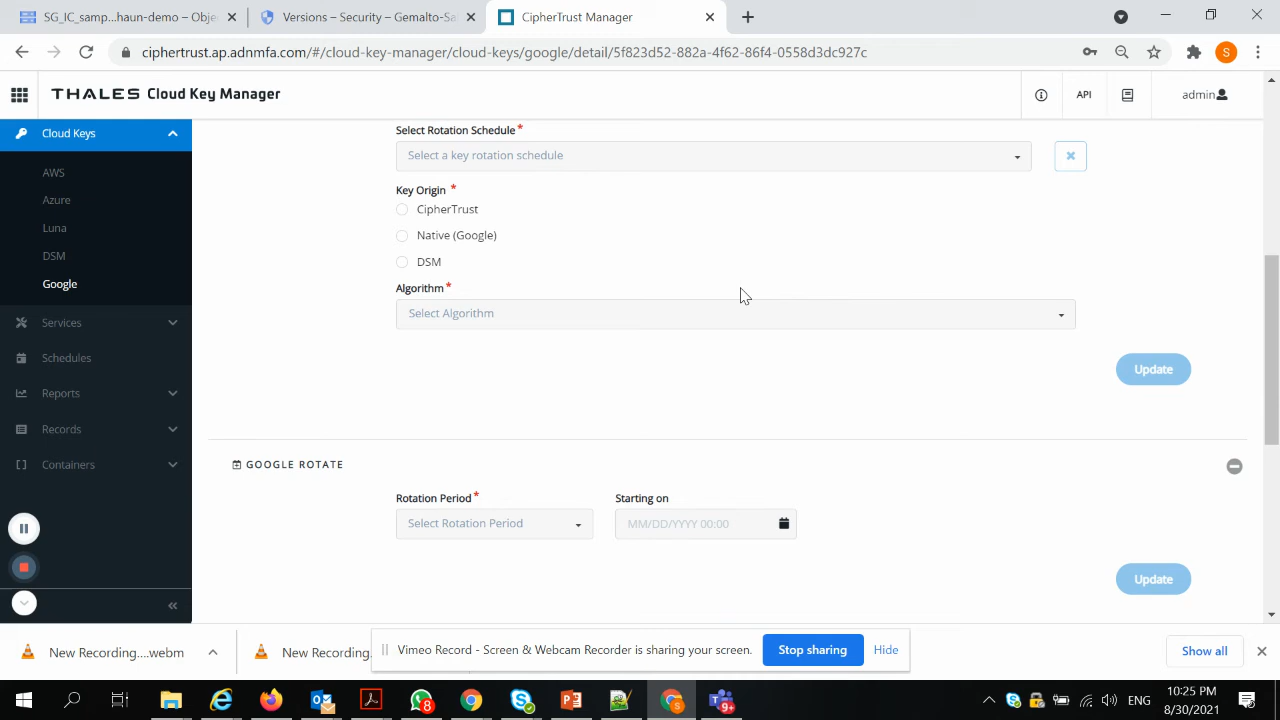 SG_IC_samp...haun-demo – Obje
Versions – Security – Gemalto-Sa
CipherTrust Manager
ciphertrust.ap.adnmfa.com/#/cloud-key-manager/cloud-keys/google/detail/5f823d52-882a-4f62-86f4-0558d3dc927c
S
THALES Cloud Key Manager
API
admin
Cloud Keys
AWS
Azure
Luna
DSM
Google
Services
Schedules
Reports
Records
Containers
Select Rotation Schedule*
Select a key rotation schedule
Key Origin *
CipherTrust
Native (Google)
DSM
Algorithm*
Select Algorithm
Update
GOOGLE ROTATE
Rotation Period*
Starting on
Select Rotation Period
MM/DD/YYYY 00:00
Update
New Recording....webm
New Recording.
Vimeo Record - Screen & Webcam Recorder is sharing your screen.
Stop sharing
Hide
Show all
8
S
9+
ENG
10:25 PM
8/30/2021